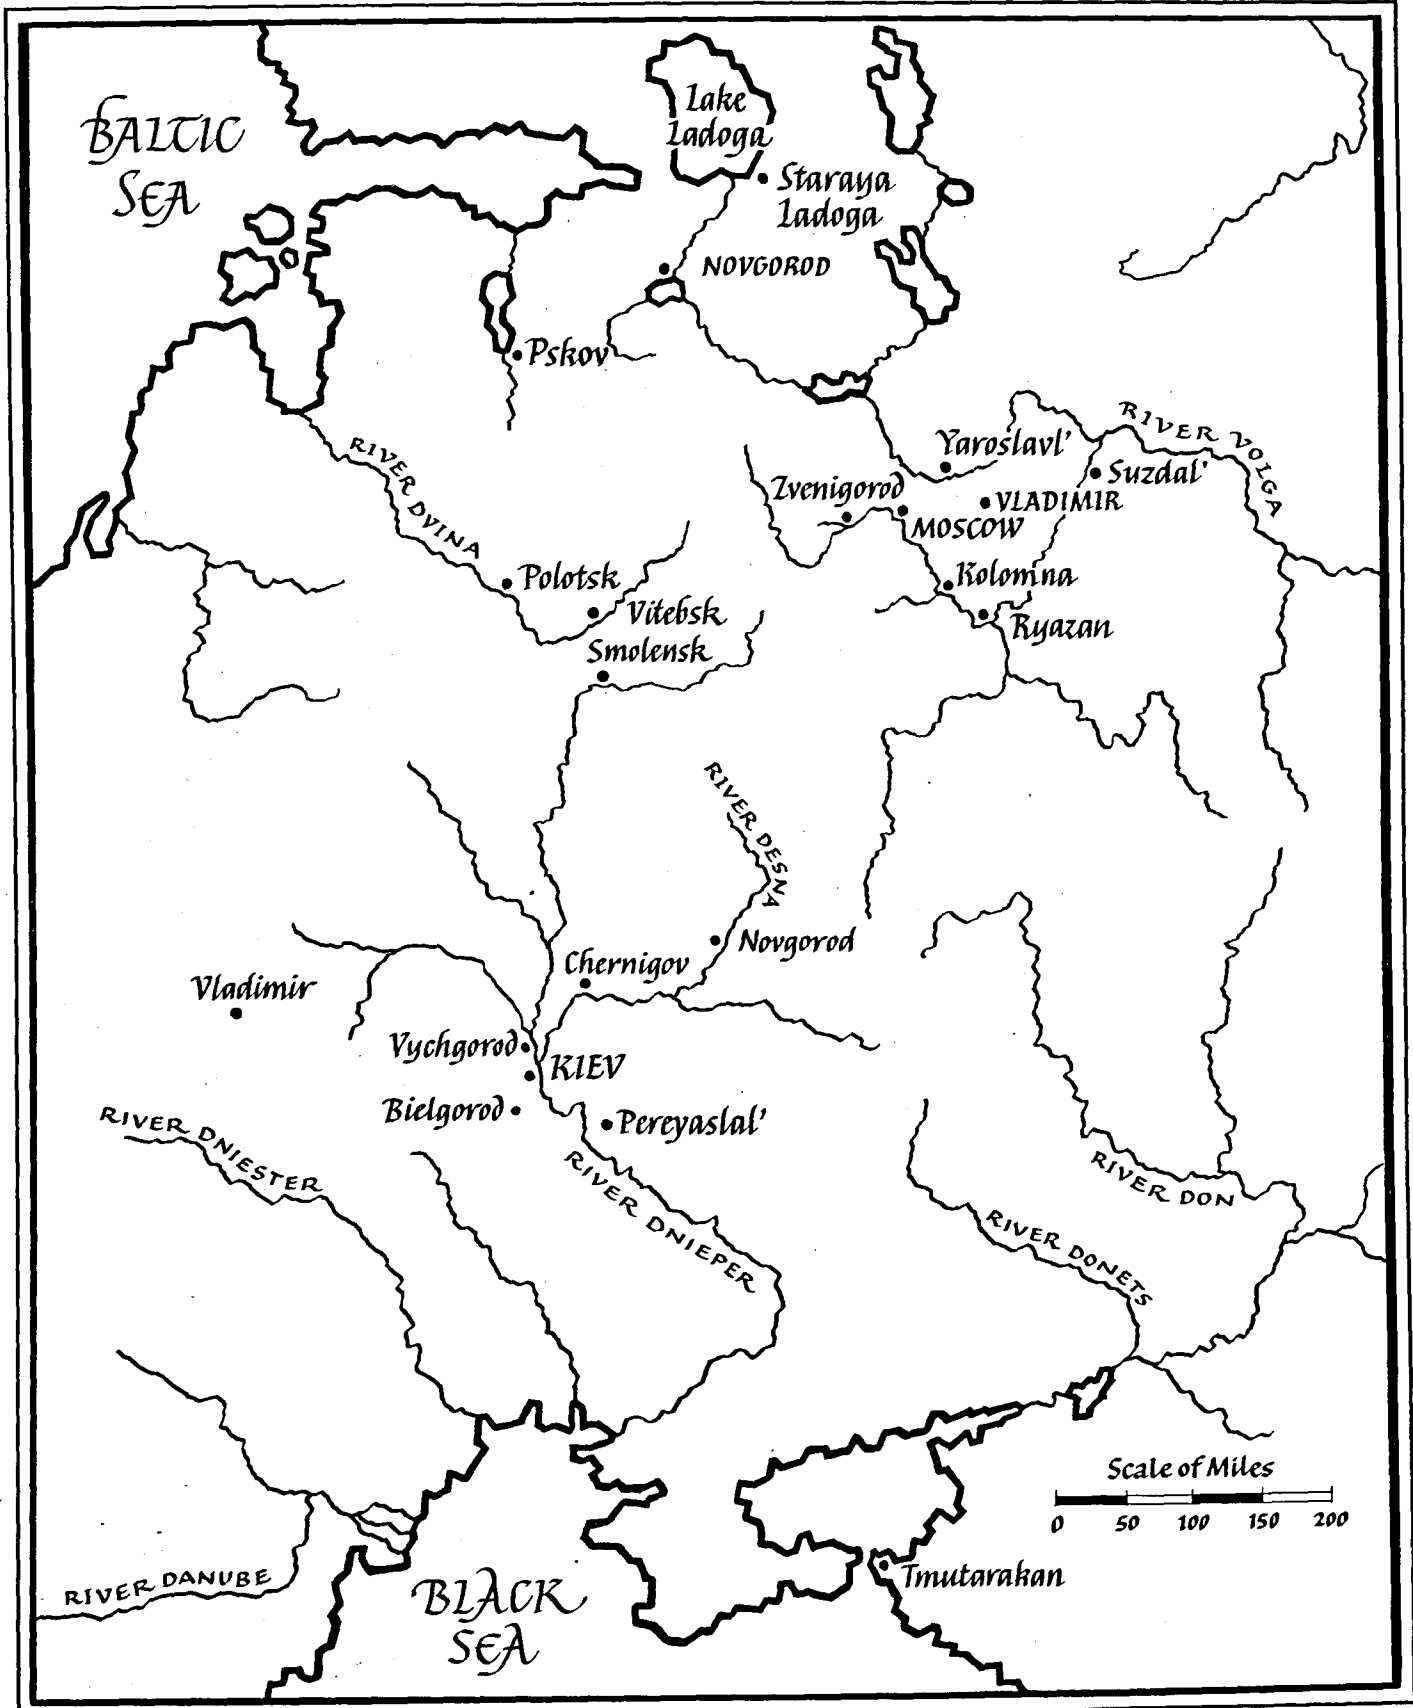 BALTIC
SEA
Lake
Ladoga
Staraya
Ladoga
NOVGOROD
Pskov
RIVER DVINA
RIVER VOLGA
Yaroslavl'
Suzdal'
Zvenigorod
VLADIMIR
MOSCOW
Polotsk
Kolomna
Vitebsk
Ryazan
Smolensk
RIVER DESNA
Novgorod
Chernigov
Vladimir
Vychgorod
KIEV
Bielgorod
Pereyaslal'
RIVER DNIESTER
RIVER DNIEPER
RIVER DON
RIVER DONETS
Scale of Miles
0 50 100 150 200
RIVER DANUBE
BLACK
SEA
Tmutarakan